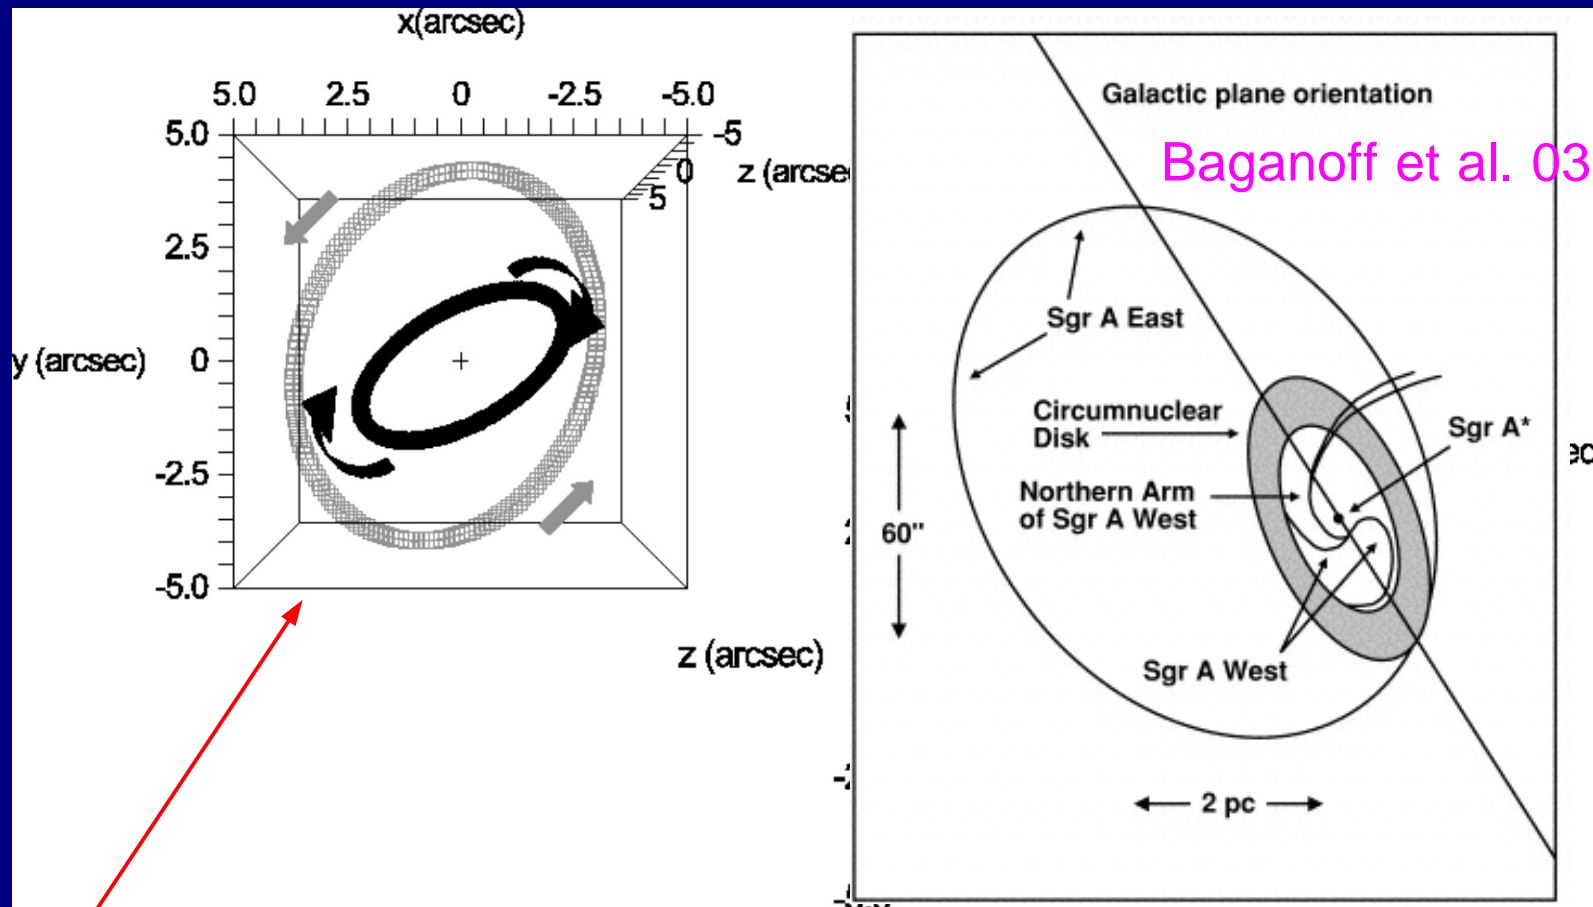 x(arcsec)
5.0 2.5 0 -2.5 -5.0
5.0
2.5
0
-2.5
-5.0
y (arcsec)
-5
0
5
z (arcse
z (arcsec)
Galactic plane orientation
Baganoff et al. 03
Sgr A East
Circumnuclear
Disk
Sgr A*
Northern Arm
of Sgr A West
60"
Sgr A West
2 pc